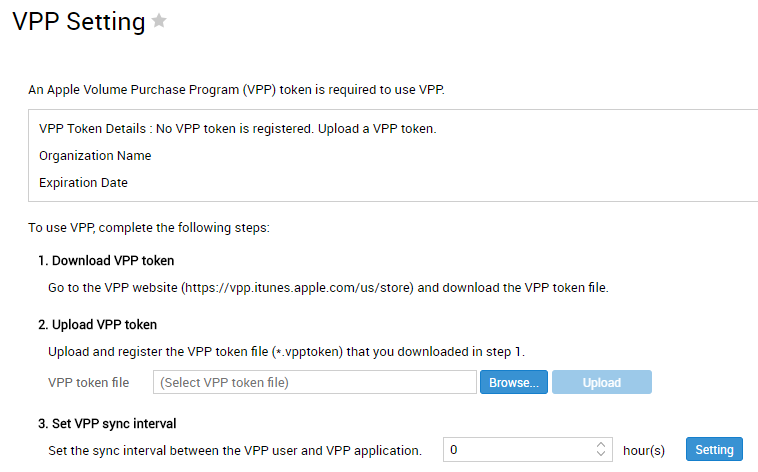 VPP Setting
An Apple Volume Purchase Program (VPP) token is required to use VPP.
VPP Token Details : No VPP token is registered. Upload a VPP token.
Organization Name
Expiration Date
To use VPP, complete the following steps:
1. Download VPP token
Go to the VPP website (https://vpp.itunes.apple.com/us/store) and download the VPP token file.
2. Upload VPP token
Upload and register the VPP token file (*.vpptoken) that you downloaded in step 1.
VPP token file (Select VPP token file) Browse... Upload
3. Set VPP sync interval
Set the sync interval between the VPP user and VPP application. 0 hour(s) Setting